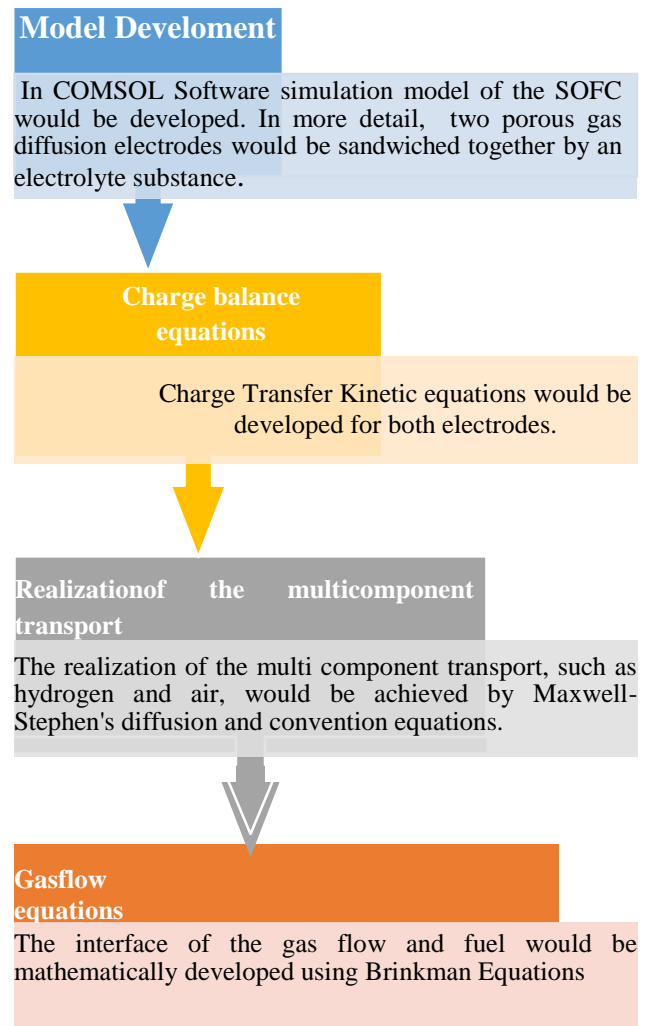 Model Develoment
In COMSOL Software simulation model of the SOFC
would be developed. In more detail, two porous gas
diffusion electrodes would be sandwiched together by an
electrolyte substance.
Charge balance
equations
Charge Transfer Kinetic equations would be
developed for both electrodes.
Realizationof the multicomponent
transport
The realization of the multi component transport, such as
hydrogen and air, would be achieved by Maxwell-
Stephen's diffusion and convention equations.
Gasflow
equations
The interface of the gas flow and fuel would be
mathematically developed using Brinkman Equations